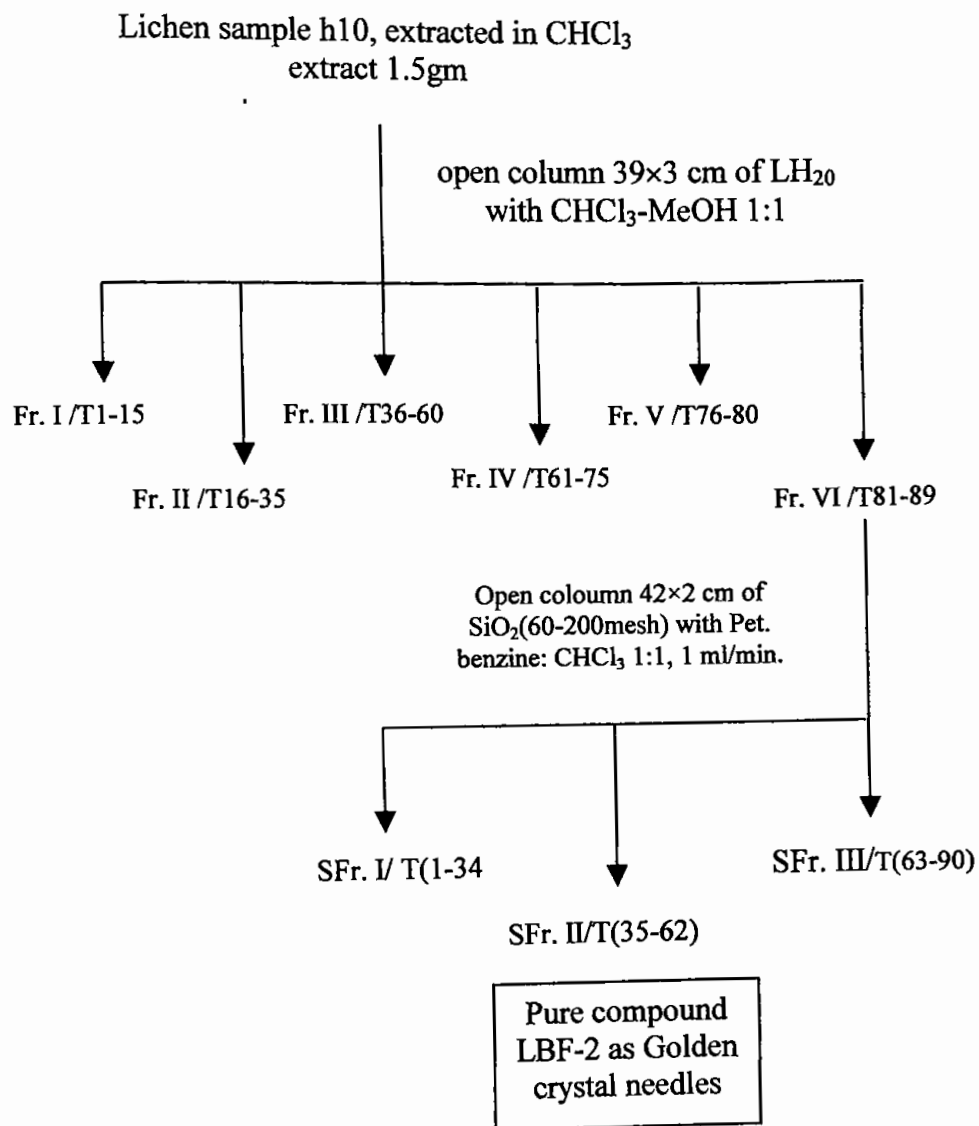 Lichen sample h10, extracted in CHCl₃
extract 1.5gm
open column 39×3 cm of LH₂₀
with CHCl₃-MeOH 1:1
Fr. I /T1-15
Fr. III /T36-60
Fr. V /T76-80
Fr. II /T16-35
Fr. IV /T61-75
Fr. VI /T81-89
Open coloumn 42×2 cm of
SiO₂(60-200mesh) with Pet.
benzine: CHCl₃ 1:1, 1 ml/min.
SFr. I/ T(1-34
SFr. III/T(63-90)
SFr. II/T(35-62)
Pure compound
LBF-2 as Golden
crystal needles